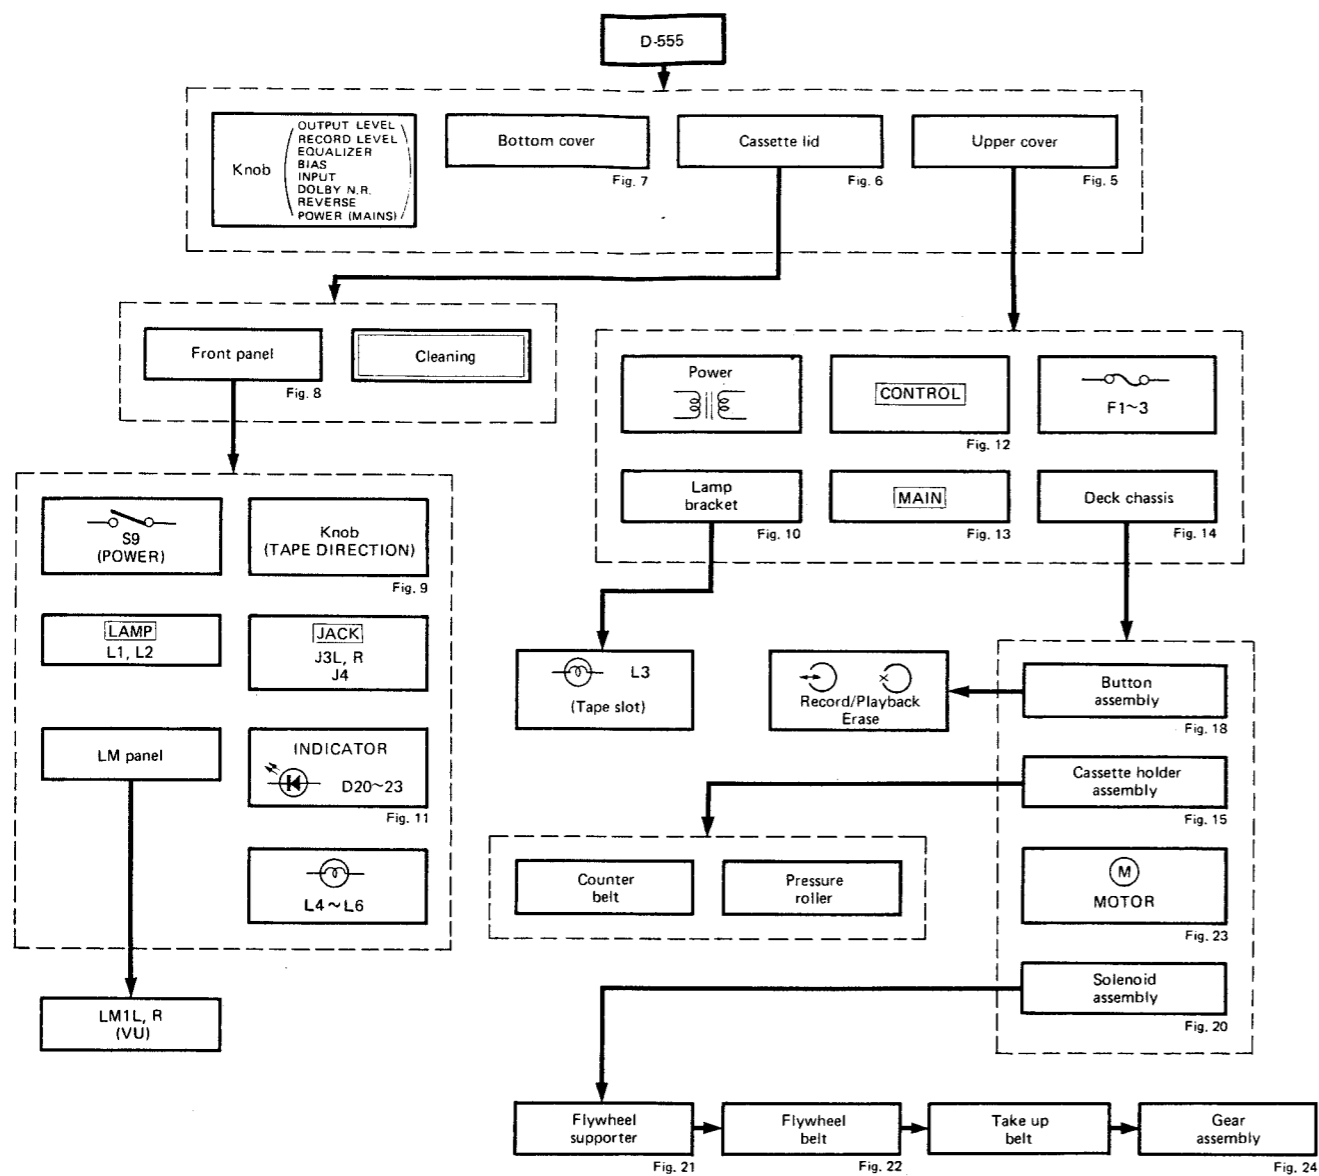 D-555
Knob
OUTPUT LEVEL
RECORD LEVEL
EQUALIZER
BIAS
INPUT
DOLBY N.R.
REVERSE
POWER (MAINS)
Bottom cover
Fig. 7
Cassette lid
Fig. 6
Upper cover
Fig. 5
Front panel
Fig. 8
Cleaning
Power
CONTROL
Fig. 12
F1~3
Lamp
bracket
Fig. 10
MAIN
Fig. 13
Deck chassis
Fig. 14
S9
(POWER)
Knob
(TAPE DIRECTION)
Fig. 9
LAMP
L1, L2
JACK
J3L, R
J4
LM panel
INDICATOR
D20~23
Fig. 11
L4~L6
LM1L, R
(VU)
L3
(Tape slot)
Record/Playback
Erase
Button
assembly
Fig. 18
Cassette holder
assembly
Fig. 15
M
MOTOR
Fig. 23
Solenoid
assembly
Fig. 20
Counter
belt
Pressure
roller
Flywheel
supporter
Fig. 21
Flywheel
belt
Fig. 22
Take up
belt
Gear
assembly
Fig. 24